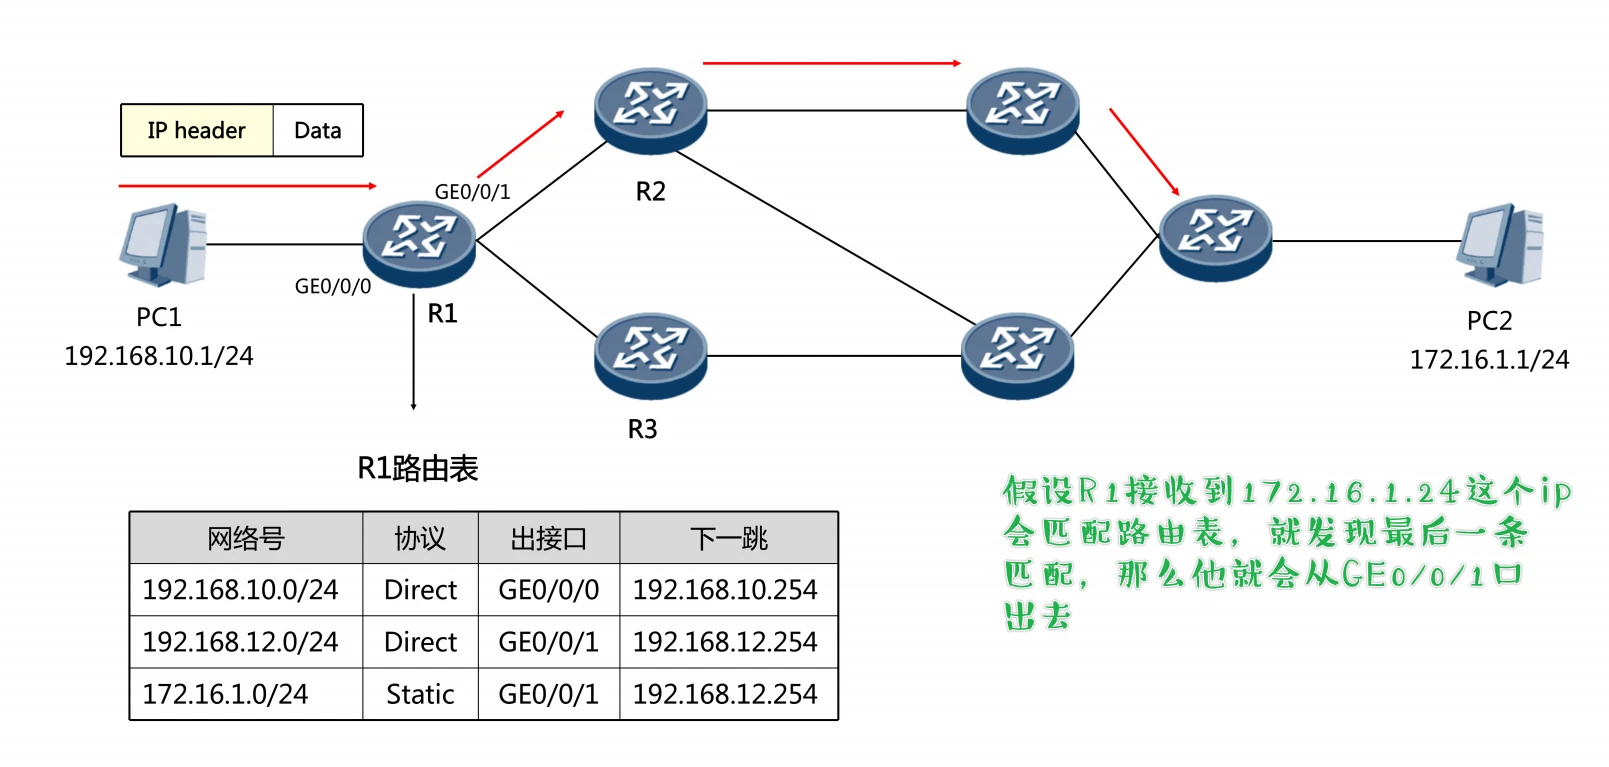 IP header Data
GE0/0/1
R2
GE0/0/0
R1
PC1
192.168.10.1/24
PC2
172.16.1.1/24
R3
R1路由表
网络号 协议 出接口 下一跳
192.168.10.0/24 Direct GE0/0/0 192.168.10.254
192.168.12.0/24 Direct GE0/0/1 192.168.12.254
172.16.1.0/24 Static GE0/0/1 192.168.12.254
假设R1接收到172.16.1.24这个ip
会匹配路由表，就发现最后一条
匹配，那么他就会从GE0/0/1口
出去